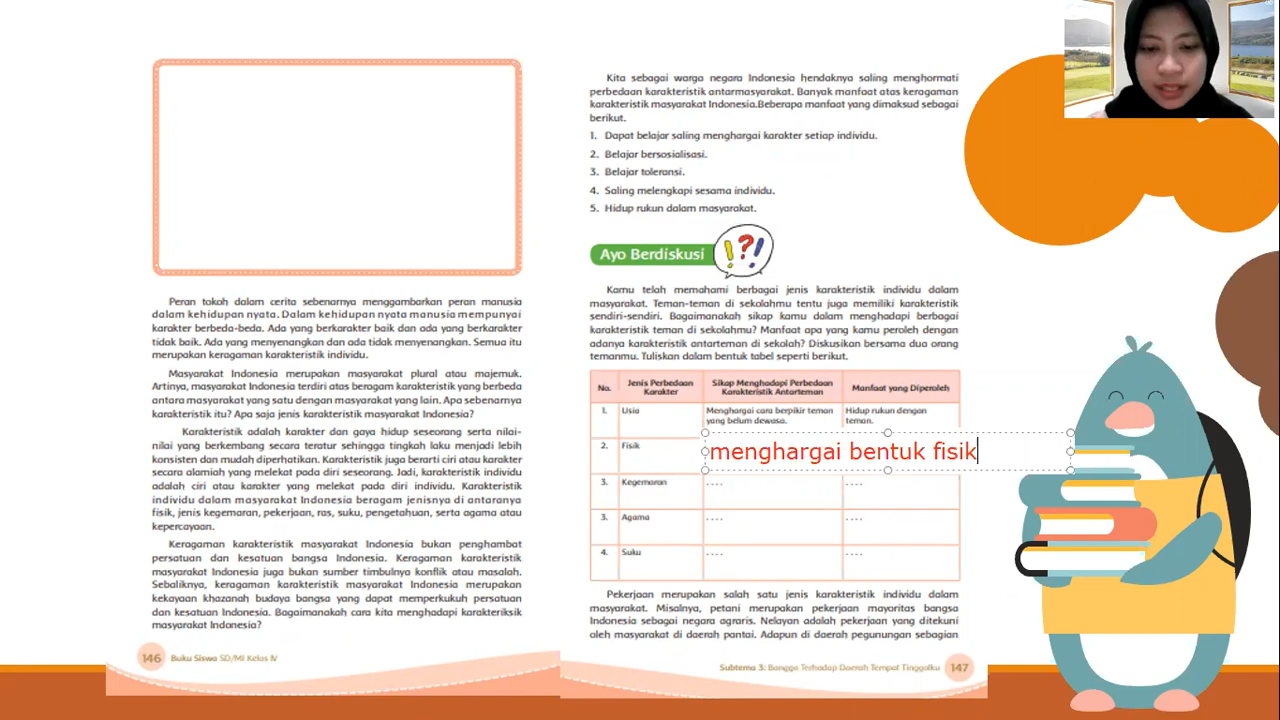 Peran tokoh dalam cerita sebenarnya menggambarkan peran manusia
dalam kehidupan nyata. Dalam kehidupan nyata manusia mempunyai
karakter berbeda-beda. Ada yang berkarakter baik dan ada yang berkarakter
tidak baik. Ada yang menyenangkan dan ada tidak menyenangkan. Semua itu
merupakan keragaman karakteristik individu.
Masyarakat Indonesia merupakan masyarakat plural atau majemuk.
Artinya, masyarakat Indonesia terdiri atas beragam karakteristik yang berbeda
antara masyarakat yang satu dengan masyarakat yang lain. Apa sebenarnya
karakteristik itu? Apa saja jenis karakteristik masyarakat Indonesia?
Karakteristik adalah karakter dan gaya hidup seseorang serta nilai-
nilai yang berkembang secara teratur sehingga tingkah laku menjadi lebih
konsisten dan mudah diperhatikan. Karakteristik juga berarti ciri atau karakter
secara alamiah yang melekat pada diri seseorang. Jadi, karakteristik individu
adalah ciri atau karakter yang melekat pada diri individu. Karakteristik
individu dalam masyarakat Indonesia beragam jenisnya di antaranya
fisik, jenis kegemaran, pekerjaan, ras, suku, pengetahuan, serta agama atau
kepercayaan.
Keragaman karakteristik masyarakat Indonesia bukan penghambat
persatuan dan kesatuan bangsa Indonesia. Keragaman karakteristik
masyarakat Indonesia juga bukan sumber timbulnya konflik atau masalah.
Sebaliknya, keragaman karakteristik masyarakat Indonesia merupakan
kekayaan khazanah budaya bangsa yang dapat memperkukuh persatuan
dan kesatuan Indonesia. Bagaimanakah cara kita menghadapi karakteriksik
masyarakat Indonesia?
146 Buku Siswa SD/MI Kelas IV
Kita sebagai warga negara Indonesia hendaknya saling menghormati
perbedaan karakteristik antarmasyarakat. Banyak manfaat atas keragaman
karakteristik masyarakat Indonesia.Beberapa manfaat yang dimaksud sebagai
berikut.
1. Dapat belajar saling menghargai karakter setiap individu.
2. Belajar bersosialisasi.
3. Belajar toleransi.
4. Saling melengkapi sesama individu.
5. Hidup rukun dalam masyarakat.
Ayo Berdiskusi !?!
Kamu telah memahami berbagai jenis karakteristik individu dalam
masyarakat. Teman-teman di sekolahmu tentu juga memiliki karakteristik
sendiri-sendiri. Bagaimanakah sikap kamu dalam menghadapi berbagai
karakteristik teman di sekolahmu? Manfaat apa yang kamu peroleh dengan
adanya karakteristik antarteman di sekolah? Diskusikan bersama dua orang
temanmu. Tuliskan dalam bentuk tabel seperti berikut.
No. Jenis Perbedaan Karakter Sikap Menghadapi Perbedaan Karakteristik Antarteman Manfaat yang Diperoleh
1. Usia Menghargai cara berpikir teman yang belum dewasa. Hidup rukun dengan teman.
2. Fisik menghargai bentuk fisik
3. Kegemaran .... ....
3. Agama .... ....
4. Suku .... ....
Pekerjaan merupakan salah satu jenis karakteristik individu dalam
masyarakat. Misalnya, petani merupakan pekerjaan mayoritas bangsa
Indonesia sebagai negara agraris. Nelayan adalah pekerjaan yang ditekuni
oleh masyarakat di daerah pantai. Adapun di daerah pegunungan sebagian
Subtema 3: Bangga Terhadap Daerah Tempat Tinggalku 147